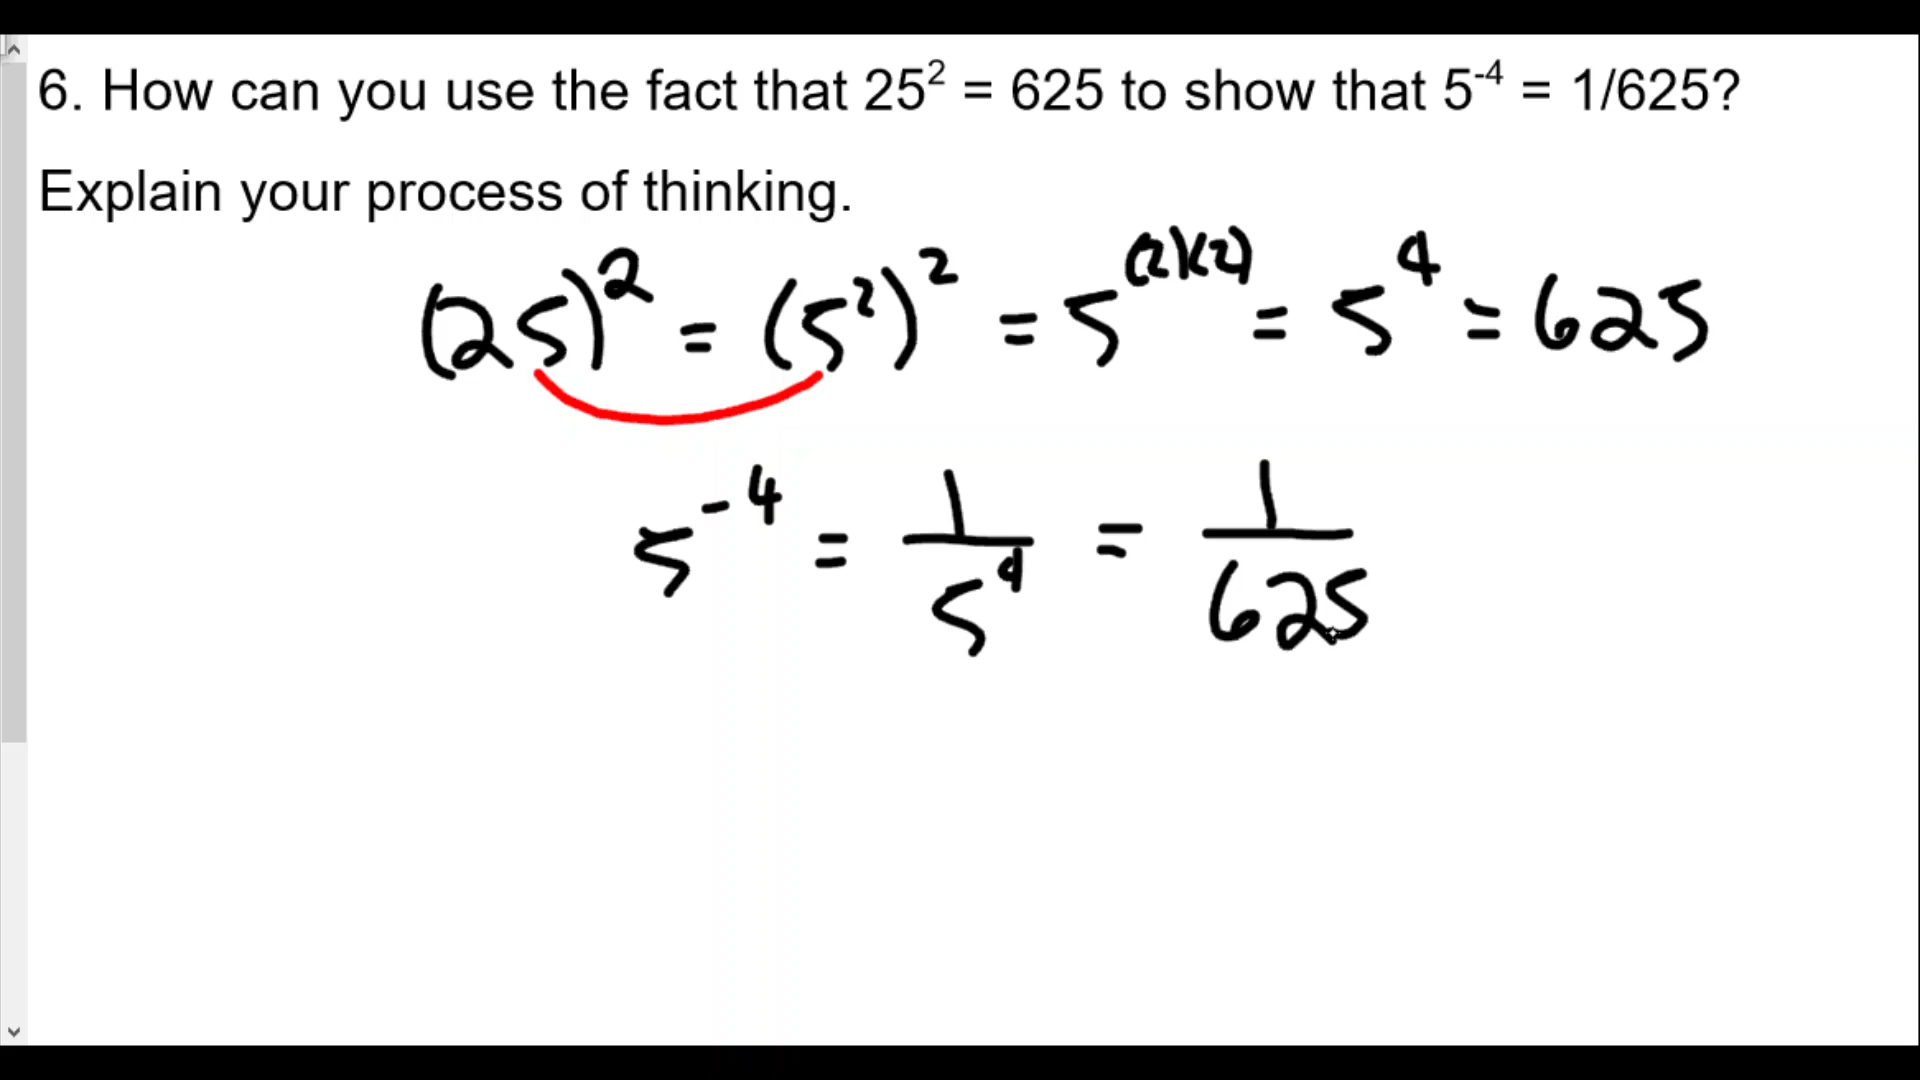 6. How can you use the fact that 25² = 625 to show that 5⁻⁴ = 1/625?
Explain your process of thinking.
(25)² = (5²)² = 5⁽²⁾⁽²⁾ = 5⁴ = 625
5⁻⁴ = 1/5⁴ = 1/625